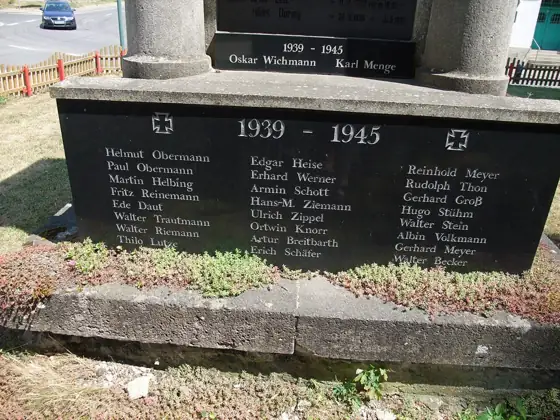 1939 - 1945
Oskar Wichmann Karl Menge
1939 - 1945
Helmut Obermann
Paul Obermann
Martin Helbing
Fritz Reinemann
Ede Daut
Walter Trautmann
Walter Riemann
Thilo Lutze
Edgar Heise
Erhard Werner
Armin Schott
Hans-M. Ziemann
Ulrich Zippel
Ortwin Knorr
Artur Breitbarth
Erich Schäfer
Reinhold Meyer
Rudolph Thon
Gerhard Groß
Hugo Stühm
Walter Stein
Albin Volkmann
Gerhard Meyer
Walter Becker